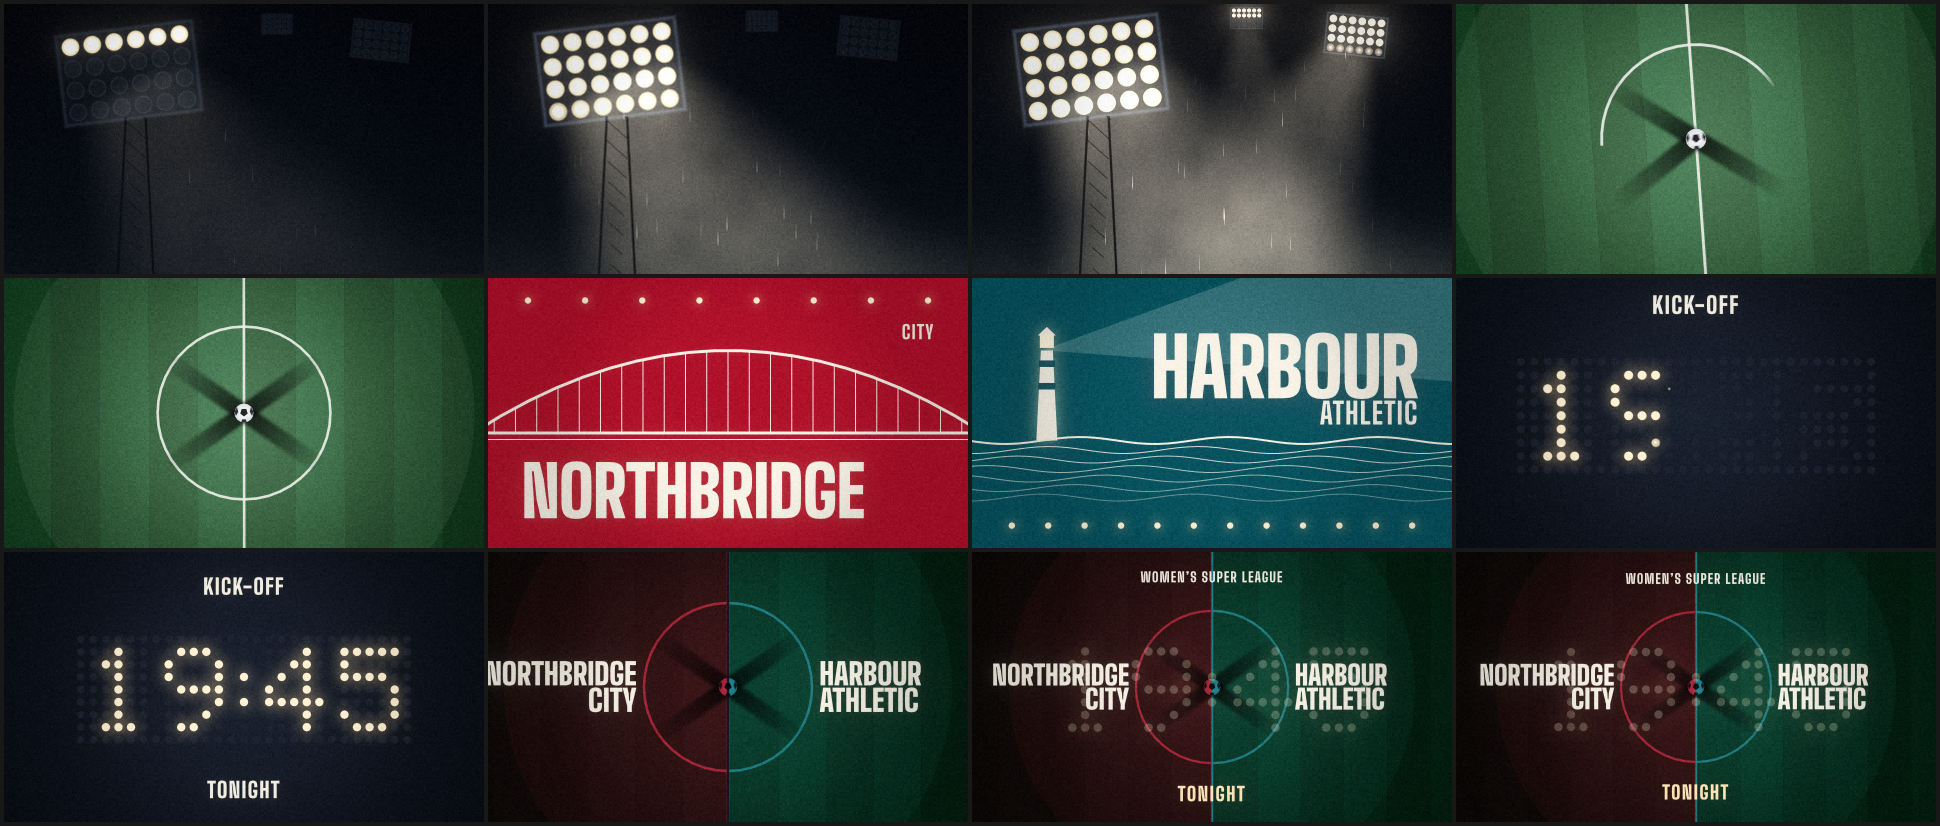 CITY
NORTHBRIDGE
HARBOUR
ATHLETIC
KICK-OFF
KICK-OFF
19:45
TONIGHT
NORTHBRIDGE
CITY
HARBOUR
ATHLETIC
WOMEN'S SUPER LEAGUE
NORTHBRIDGE
CITY
HARBOUR
ATHLETIC
TONIGHT
WOMEN'S SUPER LEAGUE
NORTHBRIDGE
CITY
HARBOUR
ATHLETIC
TONIGHT